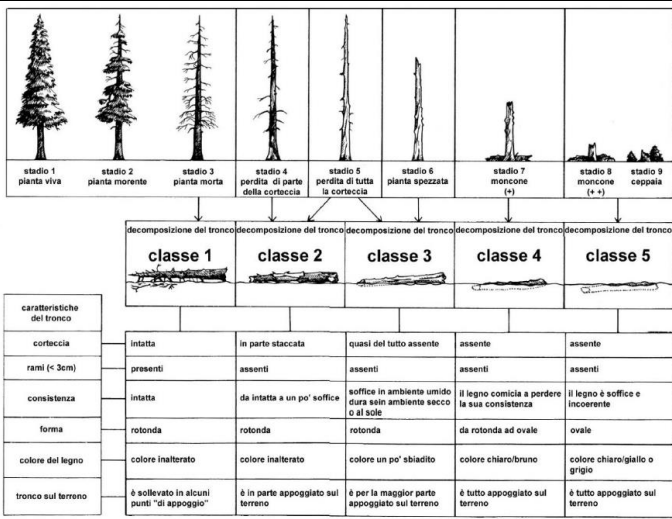 stadio 1
pianta viva
stadio 2
pianta morente
stadio 3
pianta morta
stadio 4
perdita di parte
della corteccia
stadio 5
perdita di tutta
la corteccia
stadio 6
pianta spezzata
stadio 7
moncone
(+)
stadio 8
moncone
(+ +)
stadio 9
ceppaia
decomposizione del tronco
classe 1
decomposizione del tronco
classe 2
decomposizione del tronco
classe 3
decomposizione del tronco
classe 4
decomposizione del tronco
classe 5
caratteristiche
del tronco
corteccia
intatta
in parte staccata
quasi del tutto assente
assente
assente
rami (< 3cm)
presenti
assenti
assenti
assenti
assenti
consistenza
intatta
da intatta a un po' soffice
soffice in ambiente umido
dura sein ambiente secco
o al sole
il legno comicia a perdere
la sua consistenza
il legno è soffice e
incoerente
forma
rotonda
rotonda
rotonda
da rotonda ad ovale
ovale
colore del legno
colore inalterato
colore inalterato
colore un po' sbiadito
colore chiaro/bruno
colore chiaro/giallo o
grigio
tronco sul terreno
è sollevato in alcuni
punti "di appoggio"
è in parte appoggiato sul
terreno
è per la maggior parte
appoggiato sul terreno
è tutto appoggiato sul
terreno
è tutto appoggiato sul
terreno